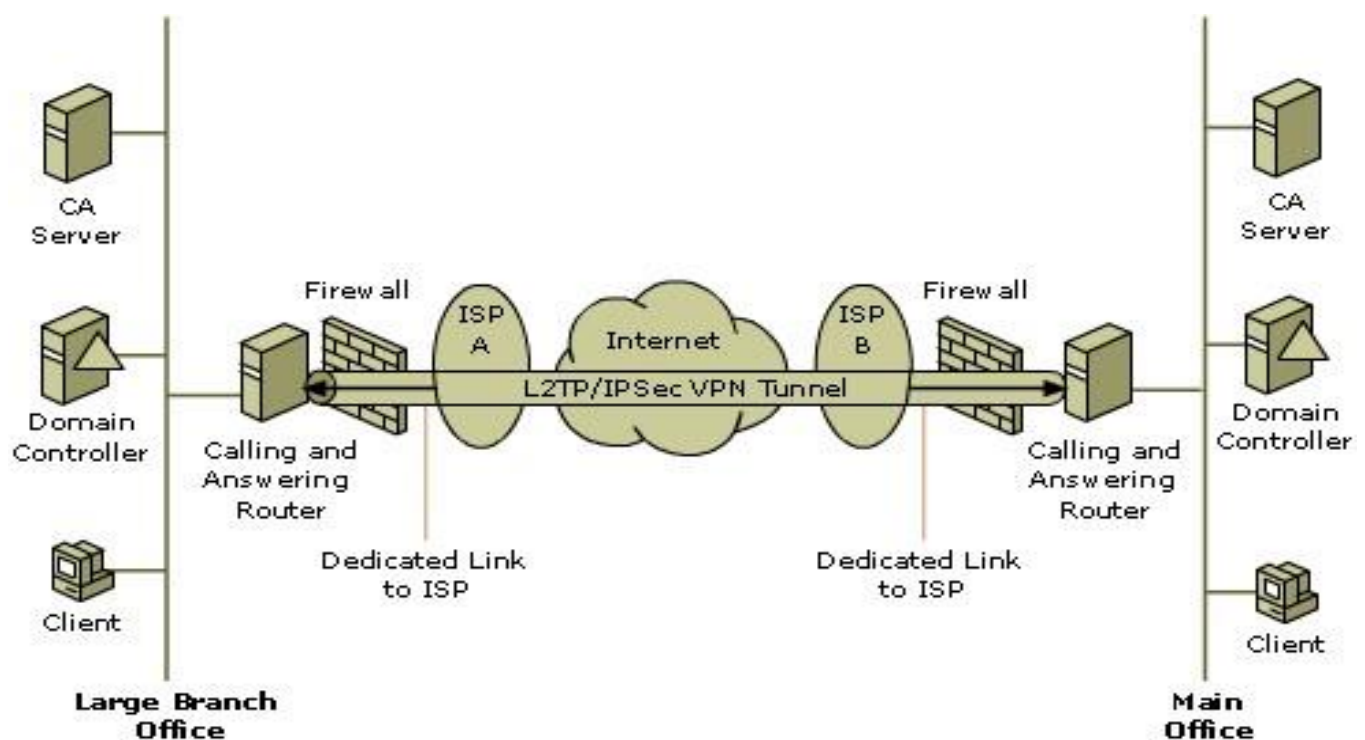 CA
Server
Domain
Controller
Client
Large Branch
Office
Firewall
Calling and
Answering
Router
ISP
A
Dedicated Link
to ISP
Internet
L2TP/IPSec VPN Tunnel
ISP
B
Dedicated Link
to ISP
Firewall
Calling and
Answering
Router
CA
Server
Domain
Controller
Client
Main
Office